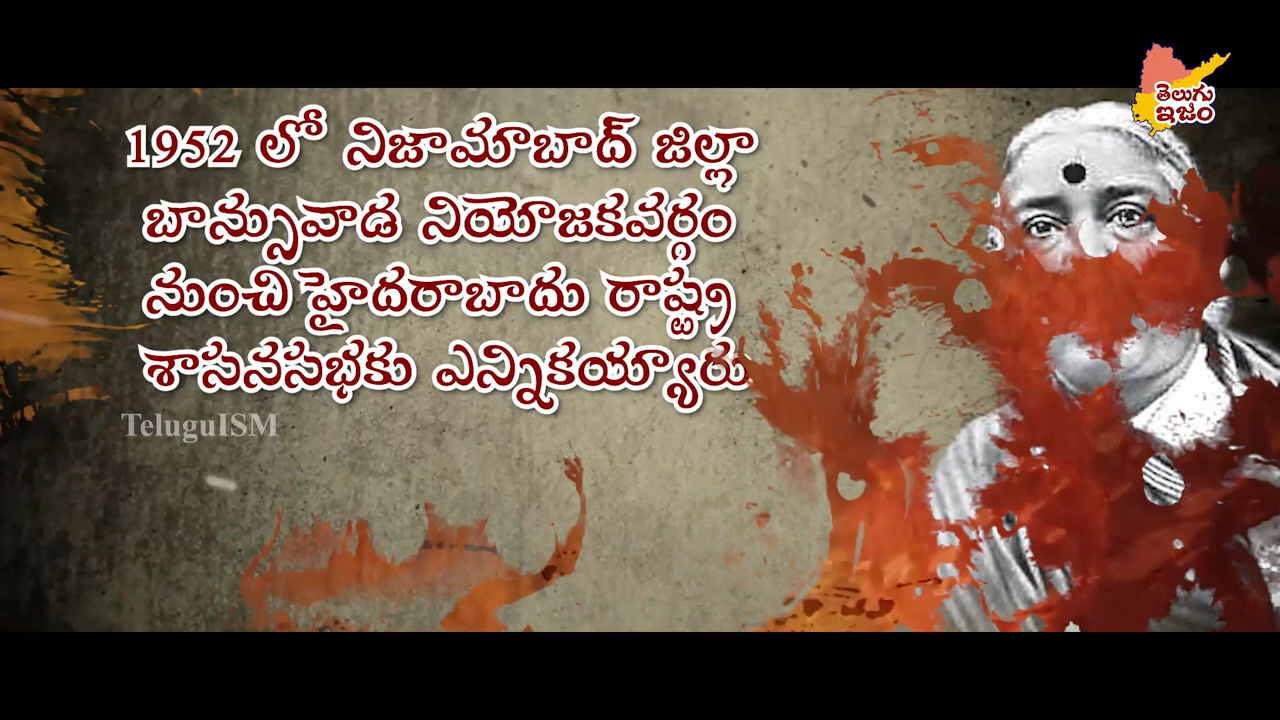 తెలుగు
ఇజం
1952 లో నిజామాబాద్ జిల్లా
బాన్సువాడ నియోజకవర్గం
నుంచి హైదరాబాదు రాష్ట్ర
శాసనసభకు ఎన్నికయ్యారు
TeluguISM